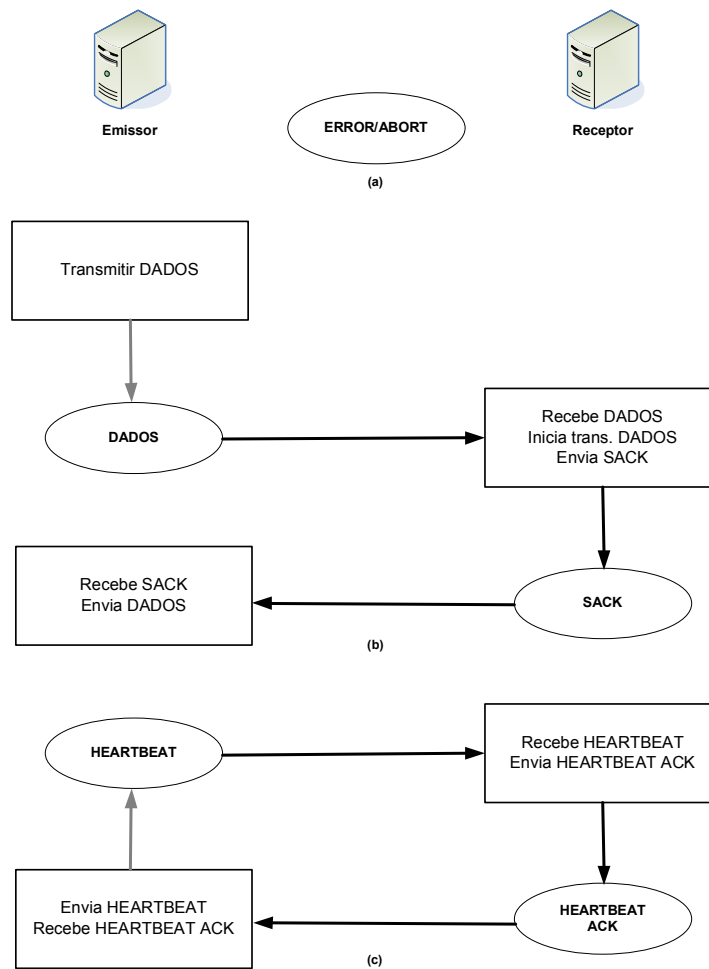 Emissor
ERROR/ABORT
Receptor
(a)
Transmitir DADOS
DADOS
Recebe DADOS
Inicia trans. DADOS
Envia SACK
Recebe SACK
Envia DADOS
SACK
(b)
HEARTBEAT
Recebe HEARTBEAT
Envia HEARTBEAT ACK
Envia HEARTBEAT
Recebe HEARTBEAT ACK
HEARTBEAT
ACK
(c)